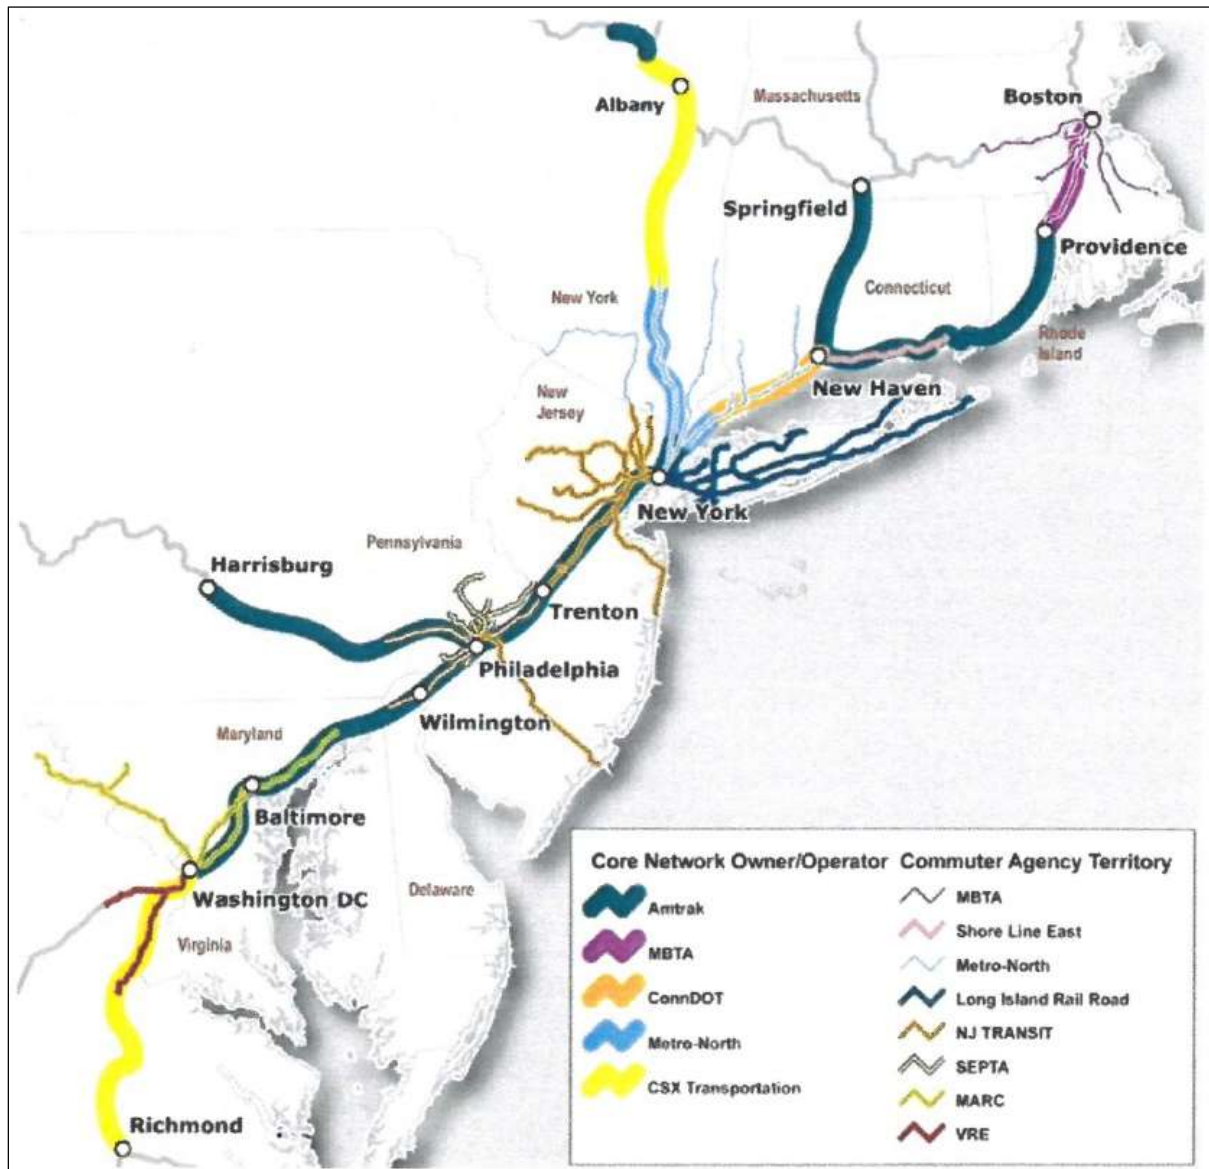 Albany
Massachusetts
Boston
Springfield
Providence
New York
Connecticut
Rhode
Island
New Haven
New
Jersey
New York
Pennsylvania
Harrisburg
Trenton
Philadelphia
Wilmington
Maryland
Baltimore
Washington DC
Delaware
Virginia
Richmond
Core Network Owner/Operator
Amtrak
MBTA
ConnDOT
Metro-North
CSX Transportation
Commuter Agency Territory
MBTA
Shore Line East
Metro-North
Long Island Rail Road
NJ TRANSIT
SEPTA
MARC
VRE